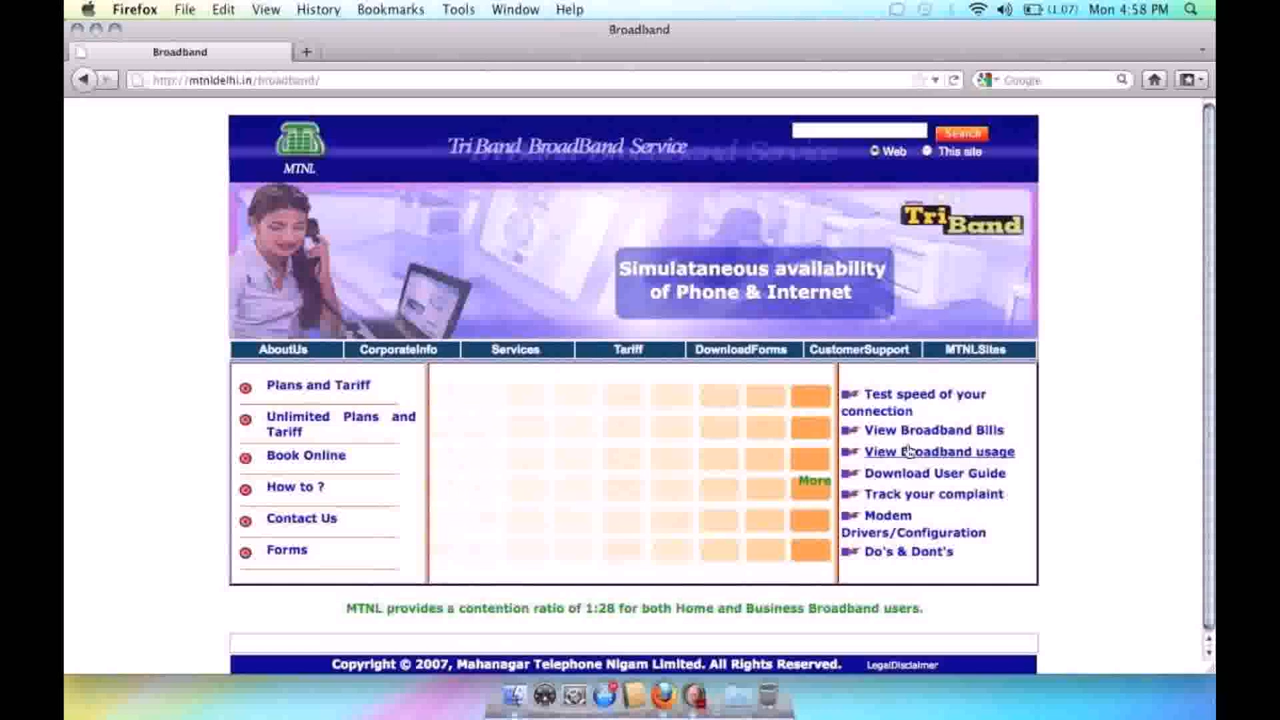 Firefox File Edit View History Bookmarks Tools Window Help (1.07) Mon 4:58 PM
Broadband
Broadband
http://mtnldelhi.in/broadband/
Google
MTNL
Tri Band BroadBand Service
Search
Web This site
Tri Band
Simulataneous availability
of Phone & Internet
AboutUs CorporateInfo Services Tariff DownloadForms CustomerSupport MTNLSites
Plans and Tariff
Unlimited Plans and
Tariff
Book Online
How to ?
Contact Us
Forms
More
Test speed of your
connection
View Broadband Bills
View Broadband usage
Download User Guide
Track your complaint
Modem
Drivers/Configuration
Do's & Dont's
MTNL provides a contention ratio of 1:28 for both Home and Business Broadband users.
Copyright © 2007, Mahanagar Telephone Nigam Limited. All Rights Reserved. LegalDisclaimer